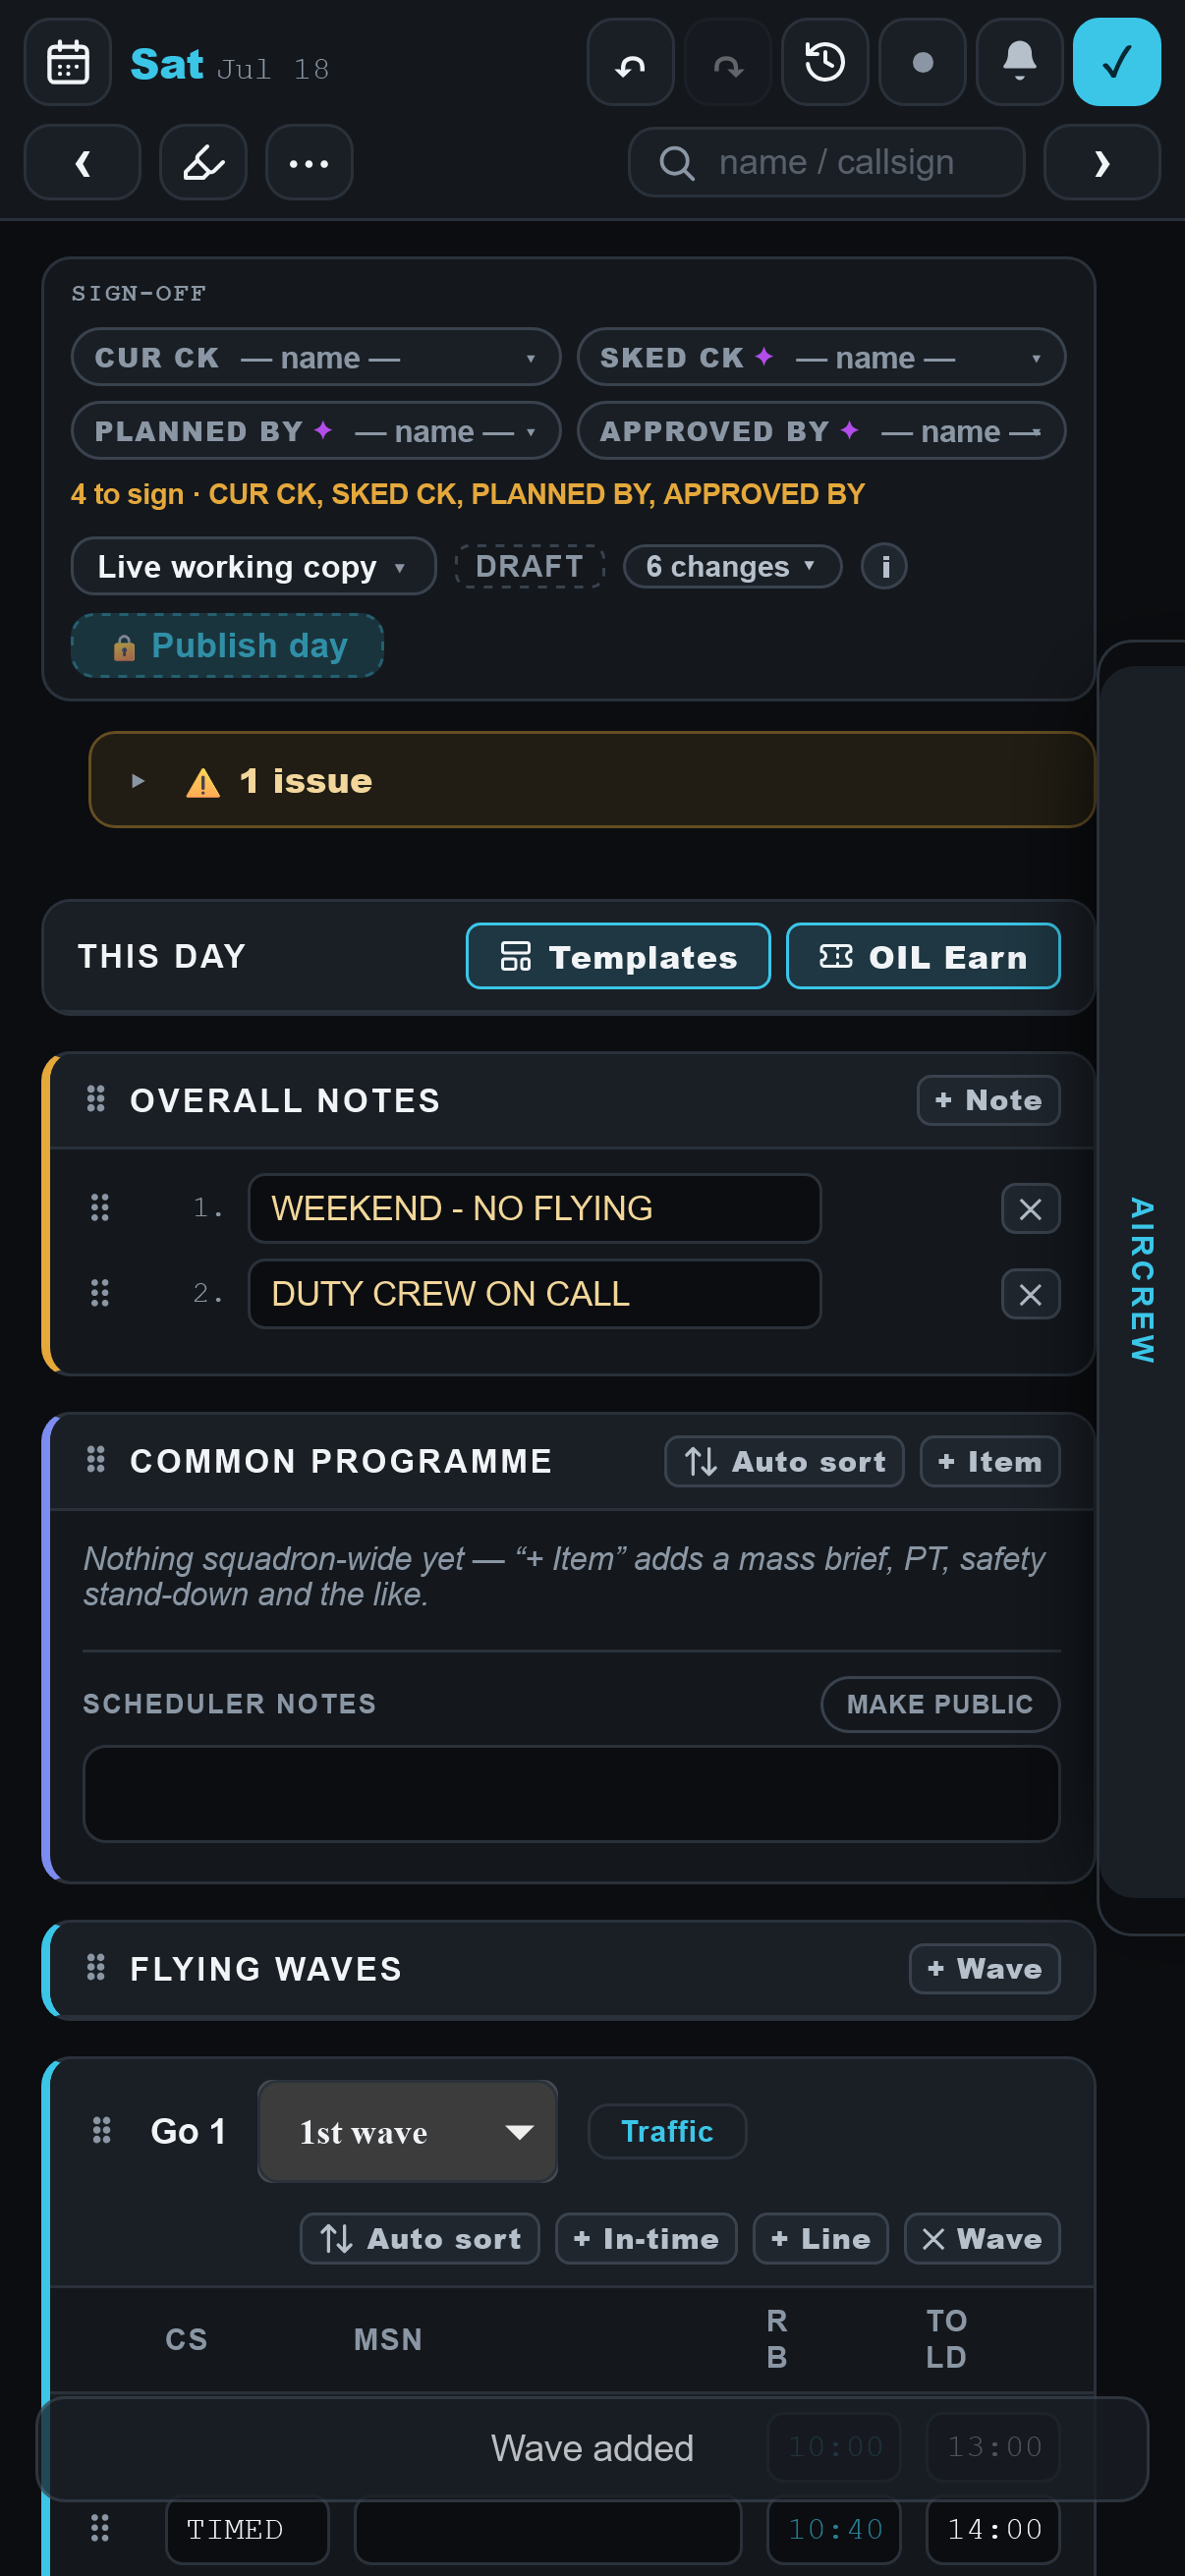 Sat Jul 18
name / callsign
SIGN-OFF
CUR CK — name —
SKED CK ✦ — name —
PLANNED BY ✦ — name —
APPROVED BY ✦ — name —
4 to sign · CUR CK, SKED CK, PLANNED BY, APPROVED BY
Live working copy DRAFT 6 changes i
Publish day
1 issue
THIS DAY Templates OIL Earn
OVERALL NOTES + Note
1. WEEKEND - NO FLYING
2. DUTY CREW ON CALL
AIRCREW
COMMON PROGRAMME Auto sort + Item
Nothing squadron-wide yet — “+ Item” adds a mass brief, PT, safety
stand-down and the like.
SCHEDULER NOTES MAKE PUBLIC
FLYING WAVES + Wave
Go 1 1st wave Traffic
Auto sort + In-time + Line × Wave
CS MSN R TO
B LD
Wave added 10:00 13:00
TIMED 10:40 14:00